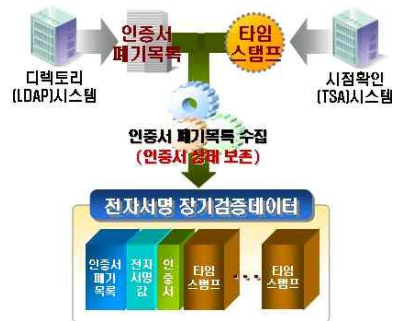 인증서
폐기목록
타임
스탬프
디렉토리
(LDAP)시스템
시점확인
(TSA)시스템
인증서 폐기목록 수집
(인증서 상태 보존)
전자서명 장기검증데이터
인증서
폐기
목록
전자
서명
값
인
증
서
타임
스탬프
타임
스탬프